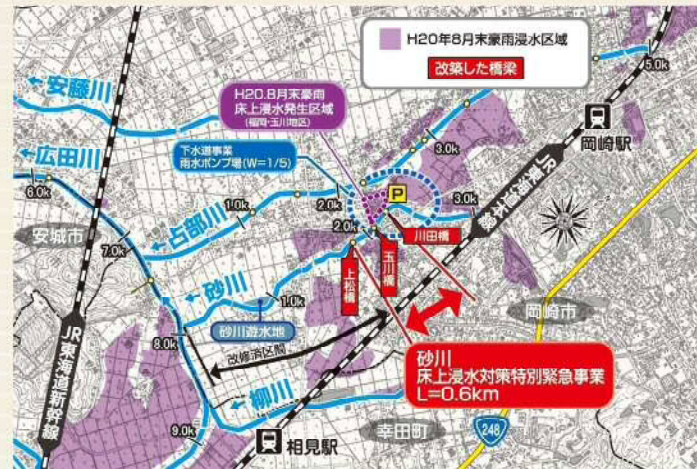 H20年8月末豪雨浸水区域
改築した橋梁
安藤川
H20.8月末豪雨
床上浸水発生区域
(福岡・玉川地区)
5.0k
岡崎駅
広田川
下水道事業
雨水ポンプ場(W=1/5)
3.0k
JR東海道本線
6.0k
P
3.0k
1.0k
2.0k
占部川
2.0k
川田橋
安城市
7.0k
玉川橋
上松橋
砂川
1.0k
岡崎市
砂川遊水地
JR東海道新幹線
8.0k
改修済区間
砂川
床上浸水対策特別緊急事業
L=0.6km
柳川
9.0k
相見駅
幸田町
248